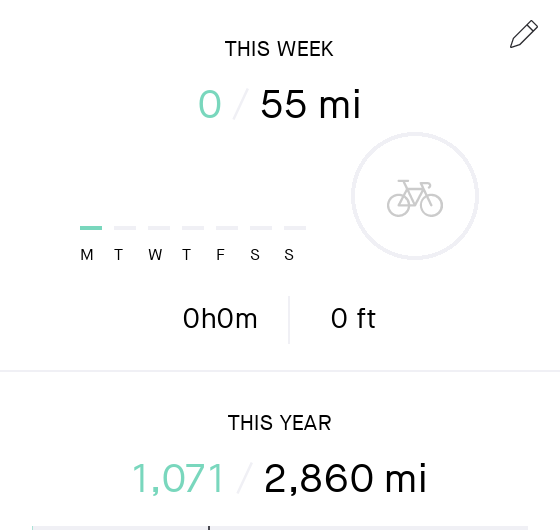 THIS WEEK
0 / 55 mi
M T W T F S S
0h0m 0 ft
THIS YEAR
1,071 / 2,860 mi